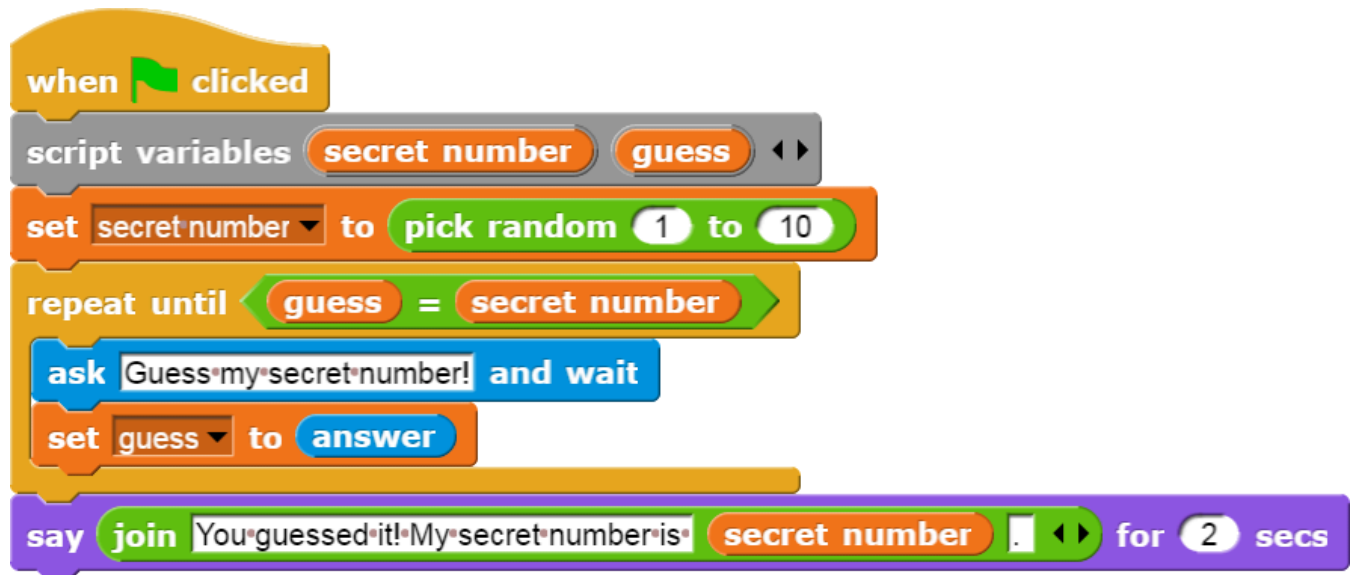 when clicked
script variables secret number guess
set secret number to pick random 1 to 10
repeat until guess = secret number
ask Guess my secret number! and wait
set guess to answer
say join You guessed it! My secret number is secret number . for 2 secs